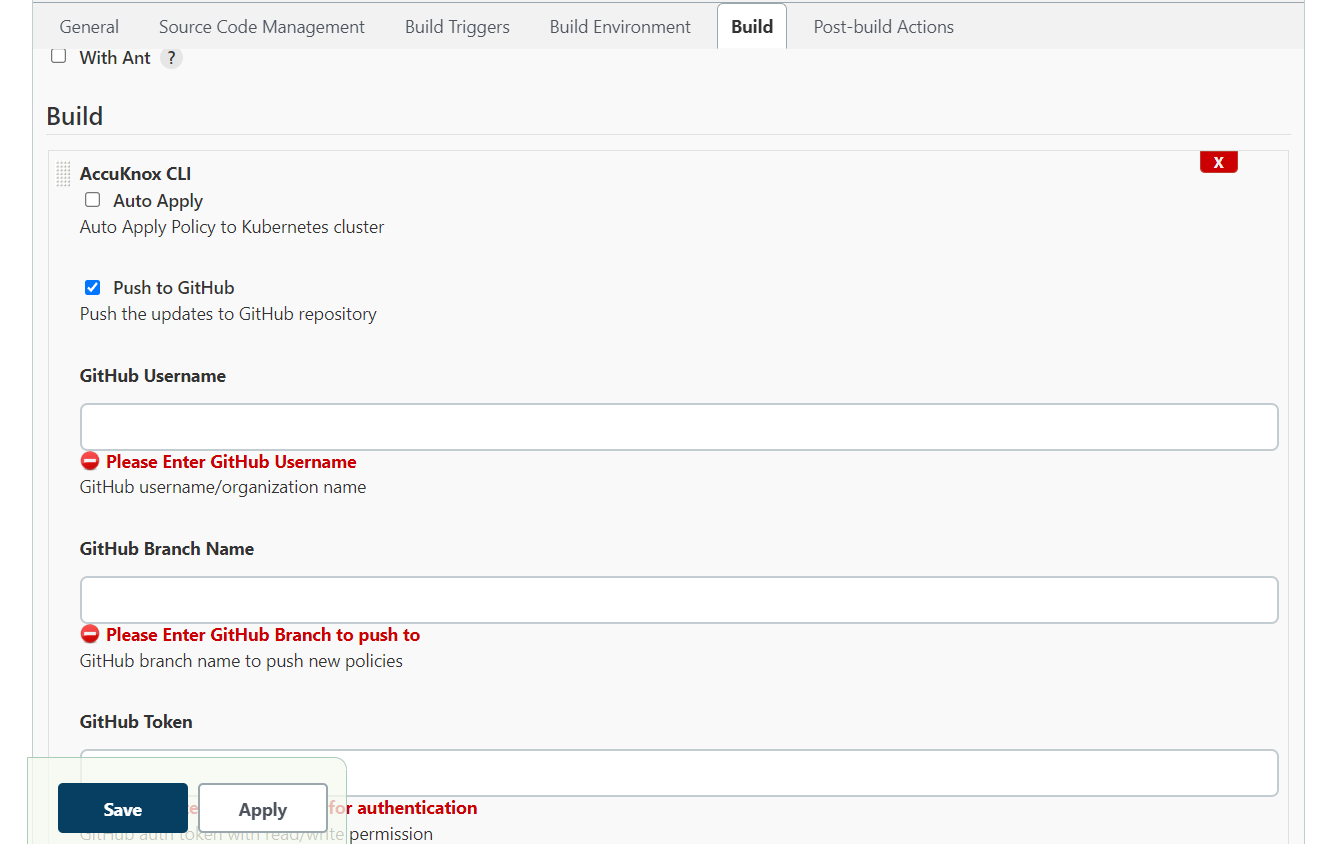 General Source Code Management Build Triggers Build Environment Build Post-build Actions
With Ant ?
Build
AccuKnox CLI
X
Auto Apply
Auto Apply Policy to Kubernetes cluster
Push to GitHub
Push the updates to GitHub repository
GitHub Username
Please Enter GitHub Username
GitHub username/organization name
GitHub Branch Name
Please Enter GitHub Branch to push to
GitHub branch name to push new policies
GitHub Token
for authentication
Save Apply
GitHub auth token with read/write permission